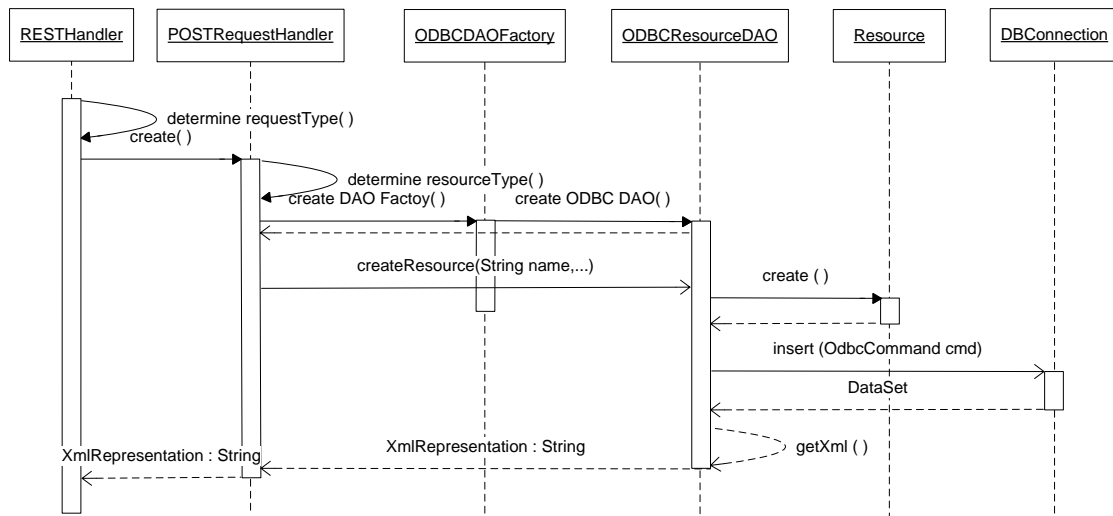 RESTHandler
POSTRequestHandler
ODBCDAOFactory
ODBCResourceDAO
Resource
DBConnection
determine requestType( )
create( )
determine resourceType( )
create DAO Factoy( )
create ODBC DAO( )
createResource(String name,...)
create ( )
insert (OdbcCommand cmd)
DataSet
getXml ( )
XmlRepresentation : String
XmlRepresentation : String